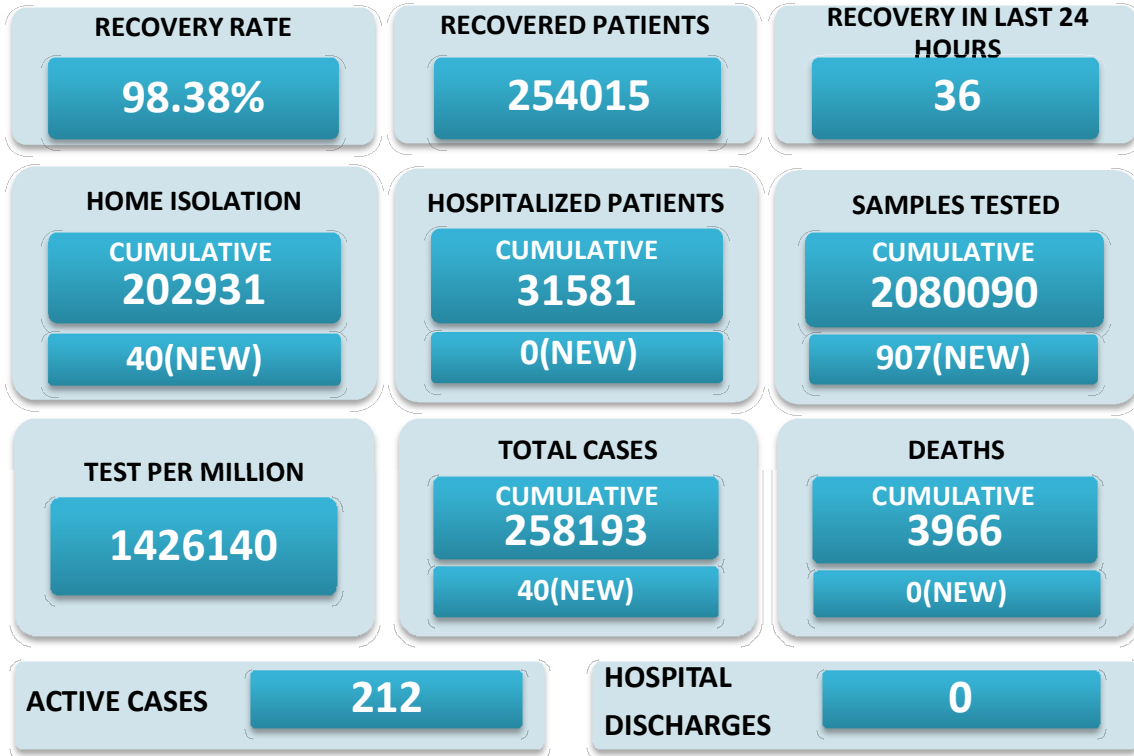 RECOVERY RATE
98.38%
RECOVERED PATIENTS
254015
RECOVERY IN LAST 24
HOURS
36
HOME ISOLATION
CUMULATIVE
202931
40(NEW)
HOSPITALIZED PATIENTS
CUMULATIVE
31581
0(NEW)
SAMPLES TESTED
CUMULATIVE
2080090
907(NEW)
TEST PER MILLION
1426140
TOTAL CASES
CUMULATIVE
258193
40(NEW)
DEATHS
CUMULATIVE
3966
0(NEW)
ACTIVE CASES
212
HOSPITAL
DISCHARGES
0